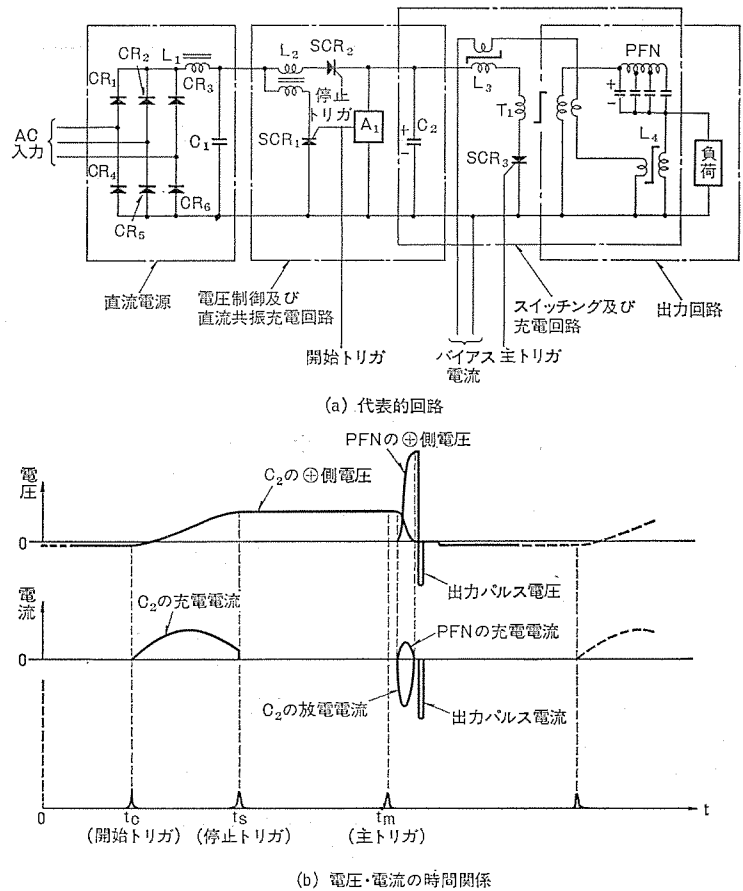 CR₁
CR₂
L₁
CR₃
L₂
SCR₂
停止
トリガ
SCR₁
A₁
C₁
C₂
+
-
L₃
T₁
SCR₃
PFN
+
-
L₄
負荷
AC
入力
CR₄
CR₅
CR₆
直流電源
電圧制御及び
直流共振充電回路
スイッチング及び
充電回路
出力回路
開始トリガ
バイアス
電流
主トリガ
(a) 代表的回路
PFNの⊕側電圧
電圧
C₂の⊕側電圧
0
出力パルス電圧
電流
C₂の充電電流
PFNの充電電流
0
C₂の放電電流
出力パルス電流
0
tc
ts
tm
t
(開始トリガ)
(停止トリガ)
(主トリガ)
(b) 電圧・電流の時間関係